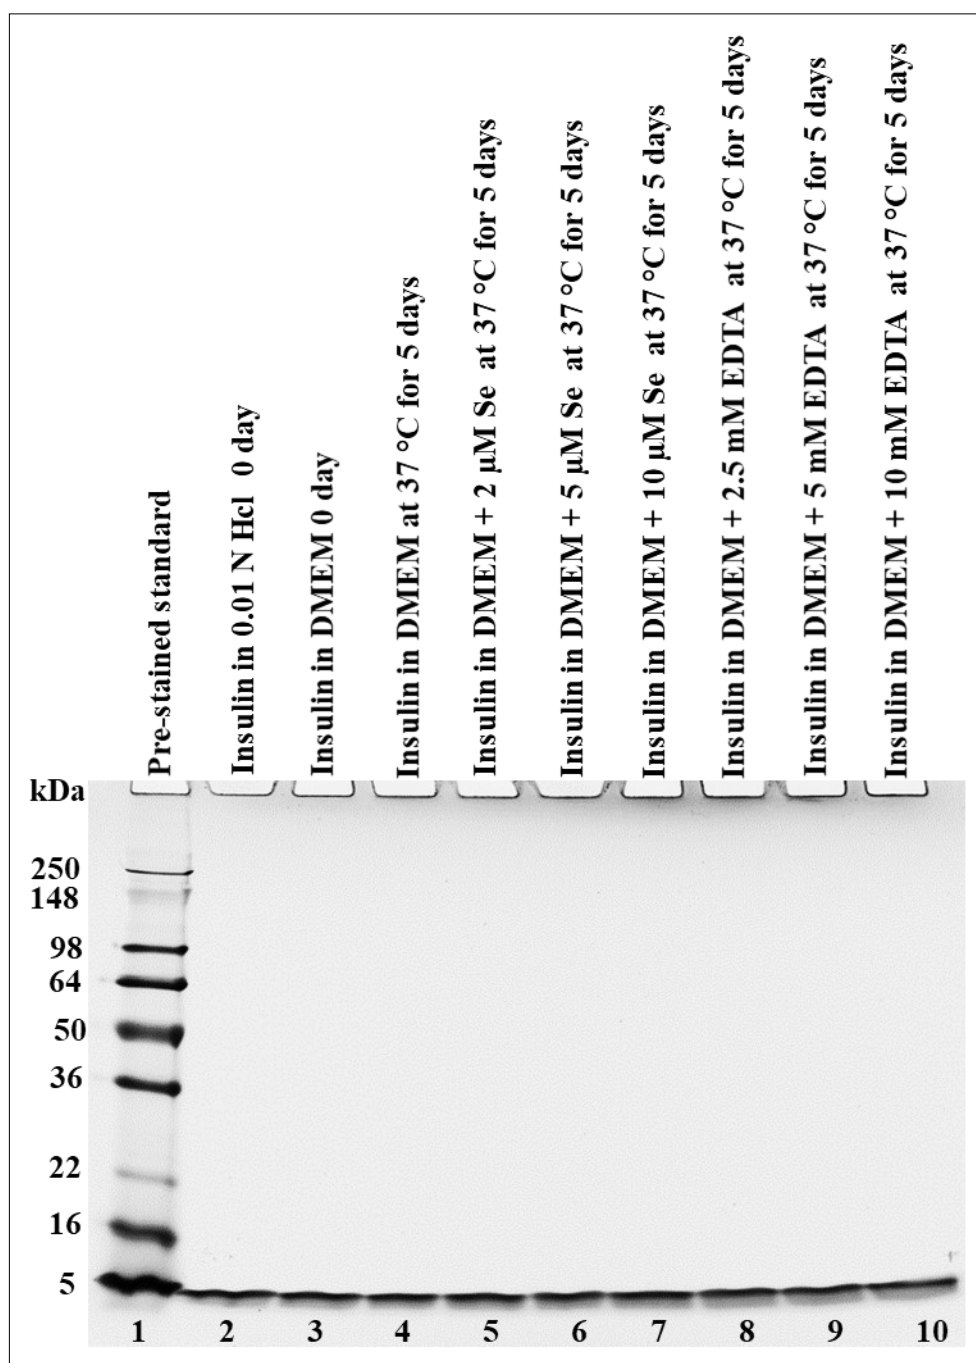 Pre-stained standard
Insulin in 0.01 N Hcl 0 day
Insulin in DMEM 0 day
Insulin in DMEM at 37 °C for 5 days
Insulin in DMEM + 2 µM Se at 37 °C for 5 days
Insulin in DMEM + 5 µM Se at 37 °C for 5 days
Insulin in DMEM + 10 µM Se at 37 °C for 5 days
Insulin in DMEM + 2.5 mM EDTA at 37 °C for 5 days
Insulin in DMEM + 5 mM EDTA at 37 °C for 5 days
Insulin in DMEM + 10 mM EDTA at 37 °C for 5 days
kDa
250
148
98
64
50
36
22
16
5
1 2 3 4 5 6 7 8 9 10